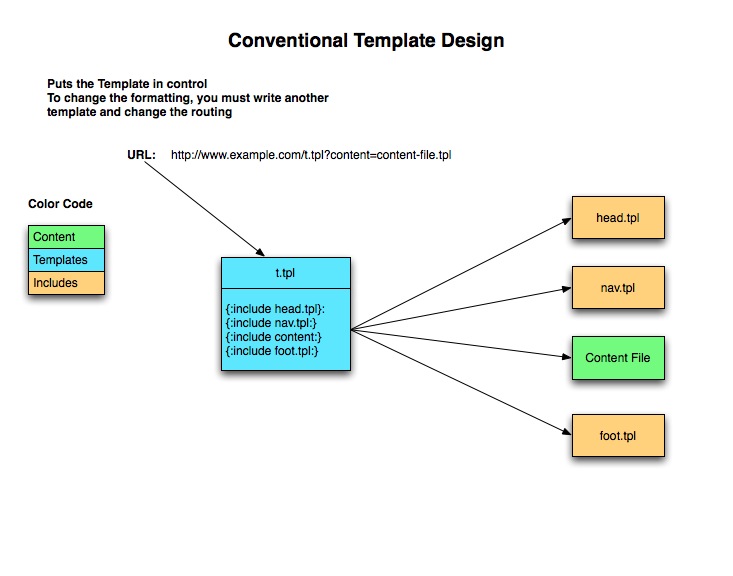 Conventional Template Design
Puts the Template in control
To change the formatting, you must write another
template and change the routing
URL: http://www.example.com/t.tpl?content=content-file.tpl
Color Code
Content
Templates
Includes
t.tpl
{:include head.tpl}:
{:include nav.tpl:}
{:include content:}
{:include foot.tpl:}
head.tpl
nav.tpl
Content File
foot.tpl